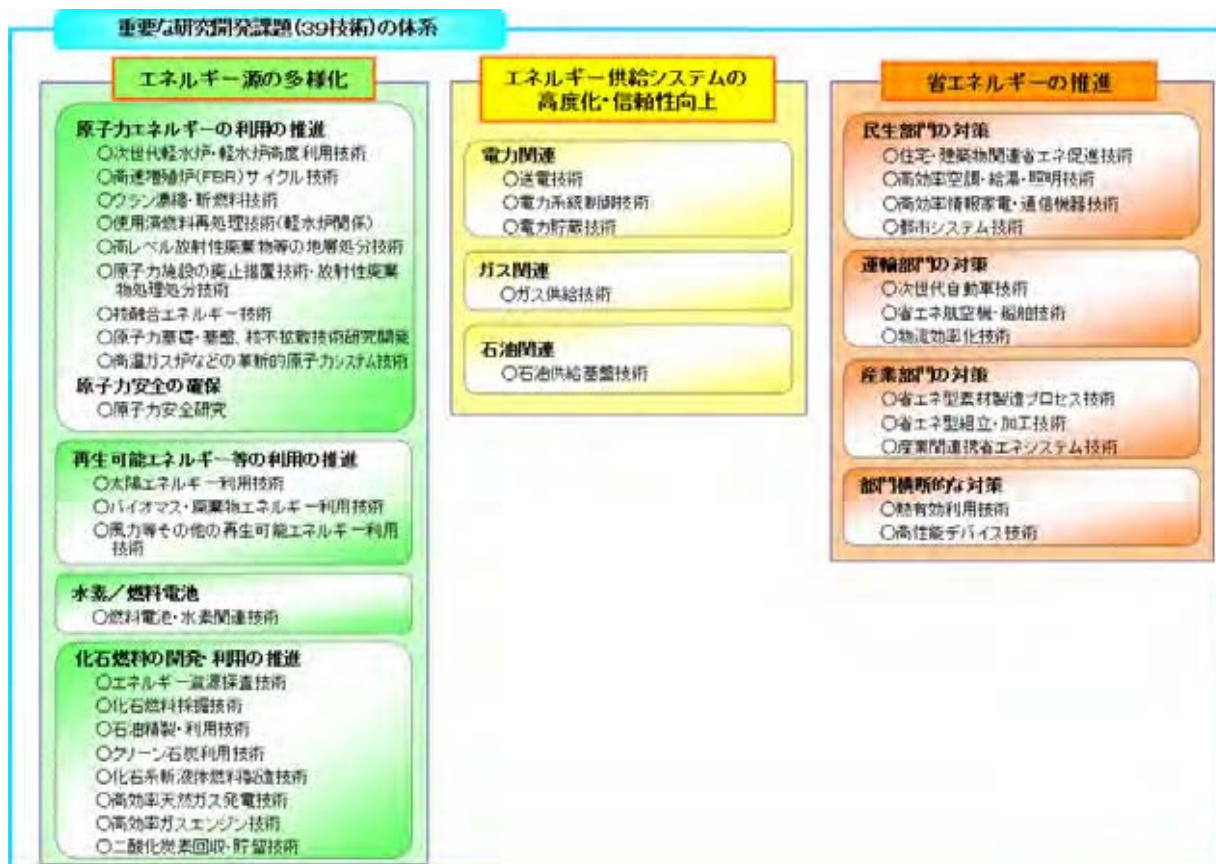 重要な研究開発課題(39技術)の体系
エネルギー源の多様化
原子力エネルギーの利用の推進
○次世代軽水炉・軽水炉高度利用技術
○高速増殖炉(FBR)サイクル技術
○ウラン濃縮・新燃料技術
○使用済燃料再処理技術(軽水炉関係)
○高レベル放射性廃棄物等の地層処分技術
○原子力施設の廃止措置技術・放射性廃棄
物処理処分技術
○核融合エネルギー技術
○原子力基礎・基盤、核不拡散技術研究開発
○高温ガス炉などの革新的原子力システム技術
原子力安全の確保
○原子力安全研究
再生可能エネルギー等の利用の推進
○太陽エネルギー利用技術
○バイオマス・廃棄物エネルギー利用技術
○風力等その他の再生可能エネルギー利用
技術
水素／燃料電池
○燃料電池・水素関連技術
化石燃料の開発・利用の推進
○エネルギー資源探査技術
○化石燃料採掘技術
○石油精製・利用技術
○クリーン石炭利用技術
○化石系新液体燃料製造技術
○高効率天然ガス発電技術
○高効率ガスエンジン技術
○二酸化炭素回収・貯留技術
エネルギー供給システムの
高度化・信頼性向上
電力関連
○送電技術
○電力系統制御技術
○電力貯蔵技術
ガス関連
○ガス供給技術
石油関連
○石油供給基盤技術
省エネルギーの推進
民生部門の対策
○住宅・建築物関連省エネ促進技術
○高効率空調・給湯・照明技術
○高効率情報家電・通信機器技術
○都市システム技術
運輸部門の対策
○次世代自動車技術
○省エネ航空機・船舶技術
○物流効率化技術
産業部門の対策
○省エネ型素材製造プロセス技術
○省エネ型組立・加工技術
○産業間連携省エネシステム技術
部門横断的な対策
○熱有効利用技術
○高性能デバイス技術